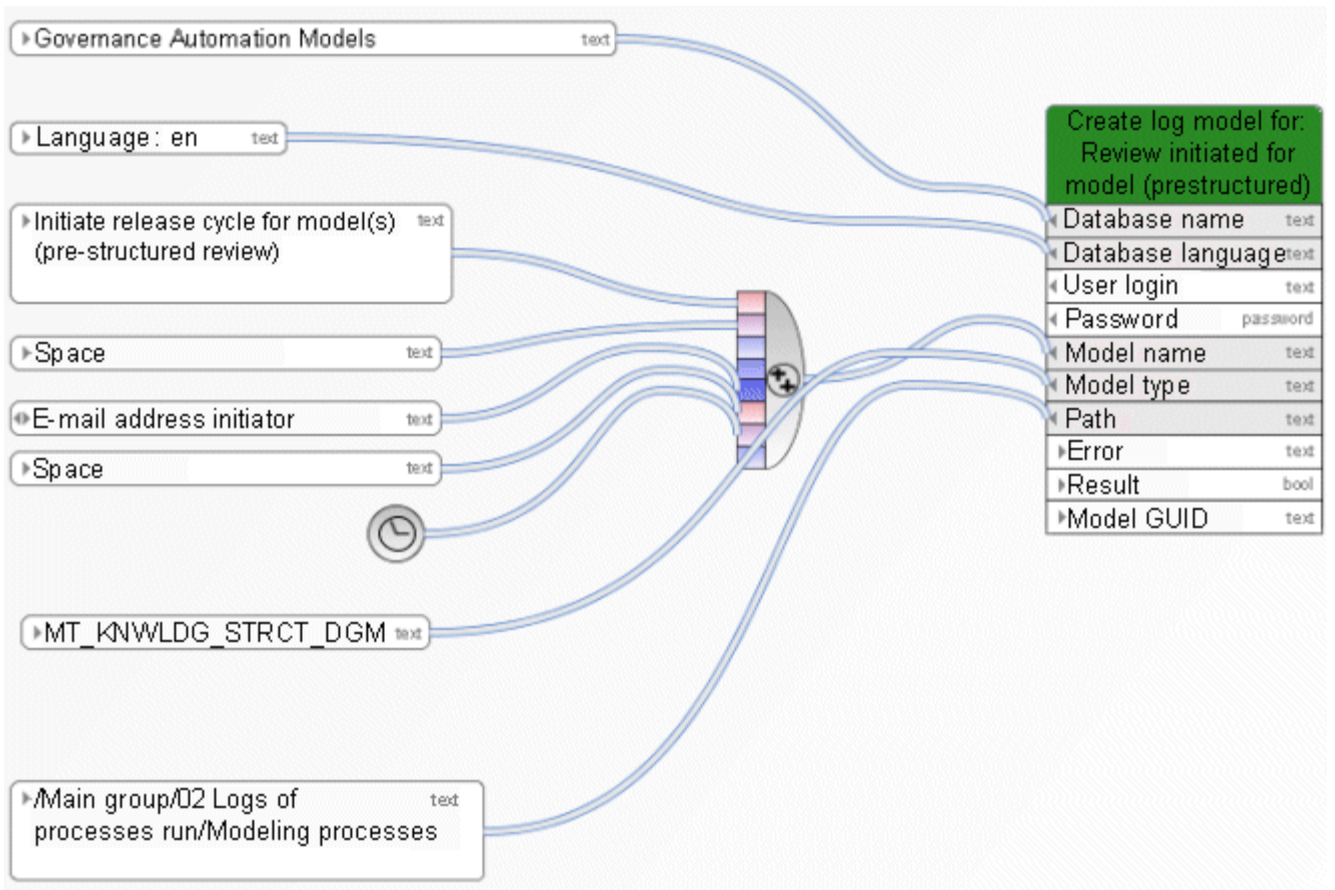 Governance Automation Models text
Language: en text
Initiate release cycle for model(s) text
(pre-structured review)
Space text
E-mail address initiator text
Space text
MT_KNWLDG_STRCT_DGM text
/Main group/02 Logs of text
processes run/Modeling processes
Create log model for:
Review initiated for
model (prestructured)
Database name text
Database language text
User login text
Password password
Model name text
Model type text
Path text
Error text
Result bool
Model GUID text